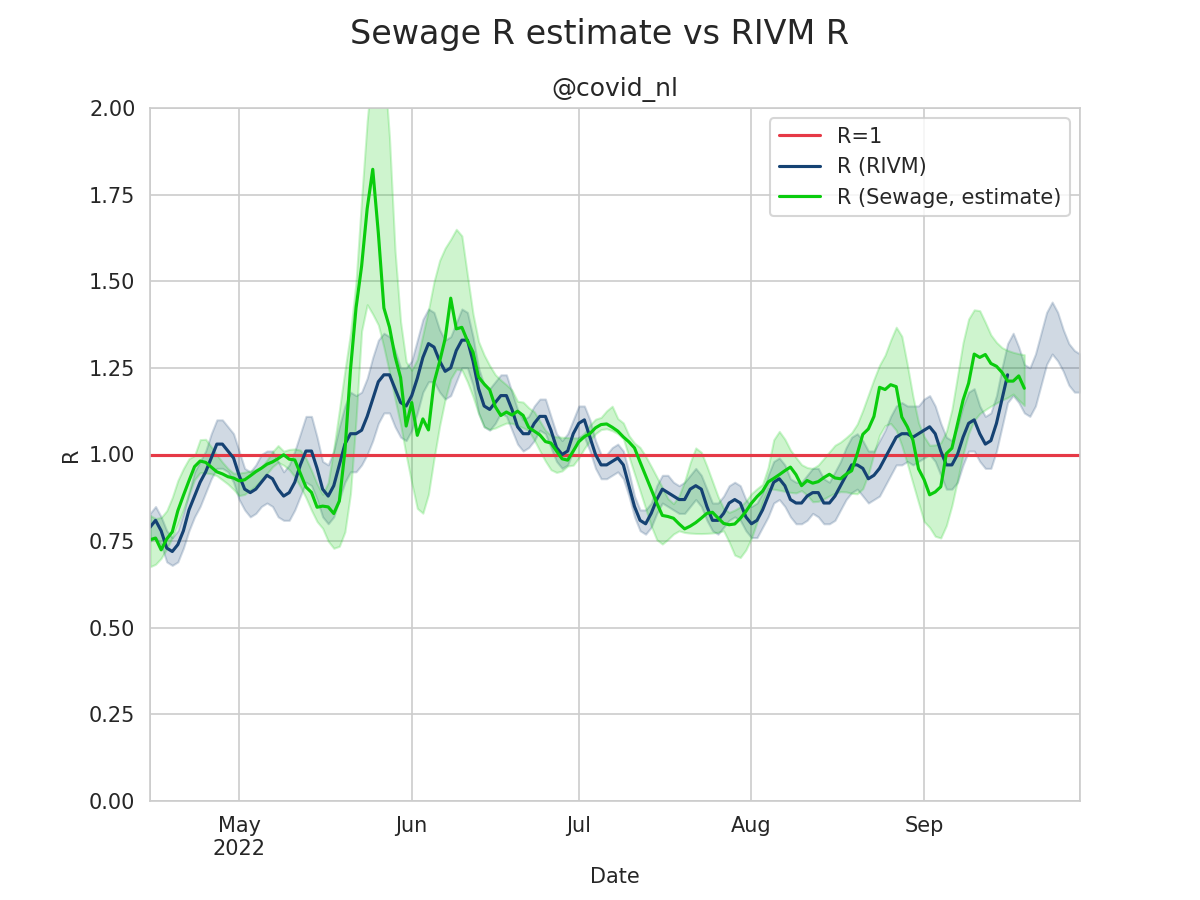 Sewage R estimate vs RIVM R
@covid_nl
R=1
R (RIVM)
R (Sewage, estimate)
2.00
1.75
1.50
1.25
1.00
0.75
0.50
0.25
0.00
R
May Jun Jul Aug Sep
2022
Date